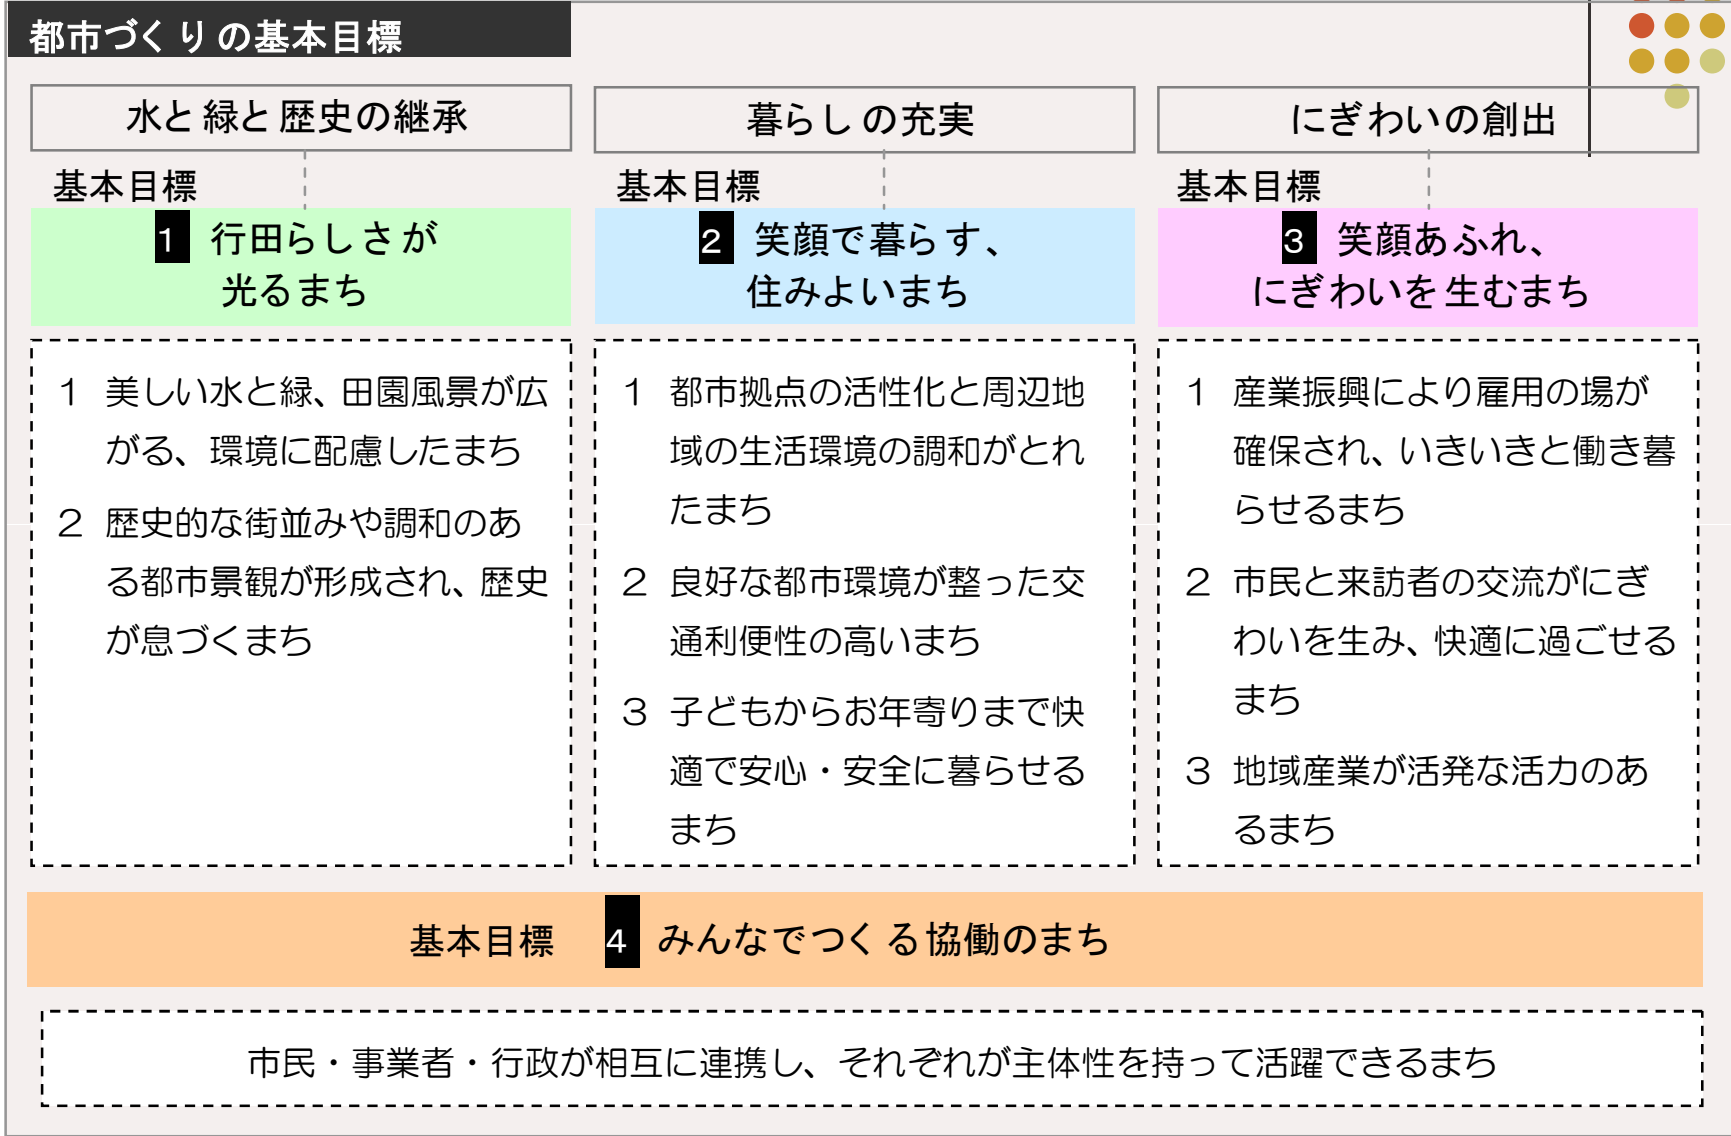 都市づくりの基本目標
水と緑と歴史の継承
基本目標
1 行田らしさが
光るまち
1 美しい水と緑、田園風景が広
がる、環境に配慮したまち
2 歴史的な街並みや調和のあ
る都市景観が形成され、歴史
が息づくまち
暮らしの充実
基本目標
2 笑顔で暮らす、
住みよいまち
1 都市拠点の活性化と周辺地
域の生活環境の調和がとれ
たまち
2 良好な都市環境が整った交
通利便性の高いまち
3 子どもからお年寄りまで快
適で安心・安全に暮らせる
まち
にぎわいの創出
基本目標
3 笑顔あふれ、
にぎわいを生むまち
1 産業振興により雇用の場が
確保され、いきいきと働き暮
らせるまち
2 市民と来訪者の交流がにぎ
わいを生み、快適に過ごせる
まち
3 地域産業が活発な活力のあ
るまち
基本目標 4 みんなでつくる協働のまち
市民・事業者・行政が相互に連携し、それぞれが主体性を持って活躍できるまち